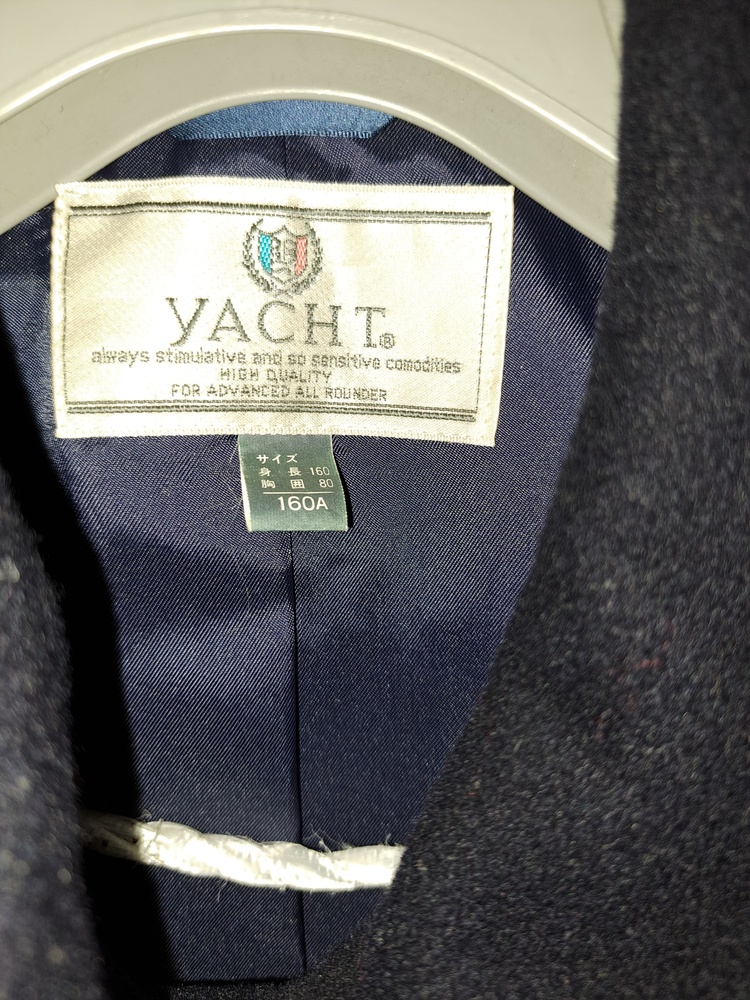 YACHT®
always stimulative and so sensitive comodities
HIGH QUALITY
FOR ADVANCED ALL ROUNDER
サイズ
身長 160
胸囲 80
160A